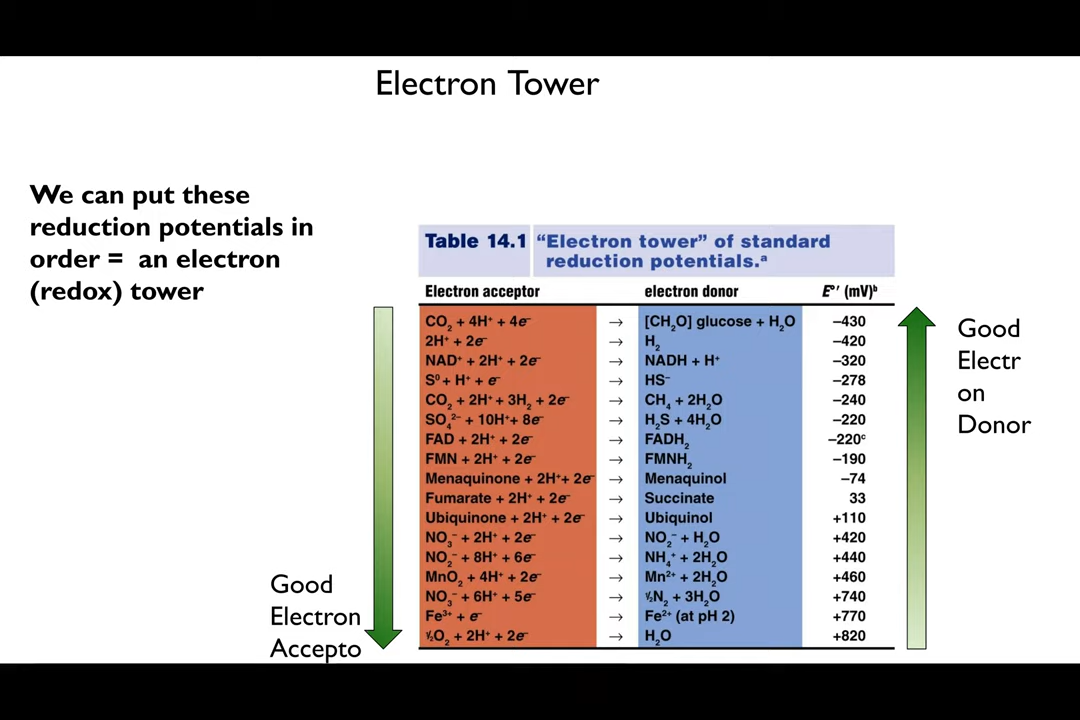 Electron Tower
We can put these
reduction potentials in
order = an electron
(redox) tower
Table 14.1 “Electron tower” of standard
reduction potentials.ᵃ
Electron acceptor electron donor E°′ (mV)ᵇ
CO₂ + 4H⁺ + 4e⁻ → [CH₂O] glucose + H₂O –430
2H⁺ + 2e⁻ → H₂ –420
NAD⁺ + 2H⁺ + 2e⁻ → NADH + H⁺ –320
S⁰ + H⁺ + e⁻ → HS⁻ –278
CO₂ + 2H⁺ + 3H₂ + 2e⁻ → CH₄ + 2H₂O –240
SO₄²⁻ + 10H⁺ + 8e⁻ → H₂S + 4H₂O –220
FAD + 2H⁺ + 2e⁻ → FADH₂ –220ᶜ
FMN + 2H⁺ + 2e⁻ → FMNH₂ –190
Menaquinone + 2H⁺ + 2e⁻ → Menaquinol –74
Fumarate + 2H⁺ + 2e⁻ → Succinate 33
Ubiquinone + 2H⁺ + 2e⁻ → Ubiquinol +110
NO₃⁻ + 2H⁺ + 2e⁻ → NO₂⁻ + H₂O +420
NO₂⁻ + 8H⁺ + 6e⁻ → NH₄⁺ + 2H₂O +440
MnO₂ + 4H⁺ + 2e⁻ → Mn²⁺ + 2H₂O +460
NO₃⁻ + 6H⁺ + 5e⁻ → ½N₂ + 3H₂O +740
Fe³⁺ + e⁻ → Fe²⁺ (at pH 2) +770
½O₂ + 2H⁺ + 2e⁻ → H₂O +820
Good
Electron
Accepto
Good
Electr
on
Donor